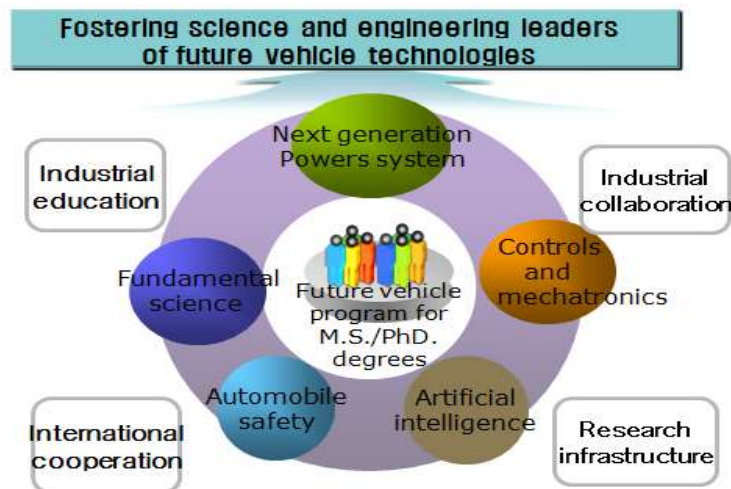 Fostering science and engineering leaders
of future vehicle technologies
Next generation
Powers system
Industrial
education
Industrial
collaboration
Fundamental
science
Controls
and
mechatronics
Future vehicle
program for
M.S./PhD.
degrees
Automobile
safety
Artificial
intelligence
International
cooperation
Research
infrastructure